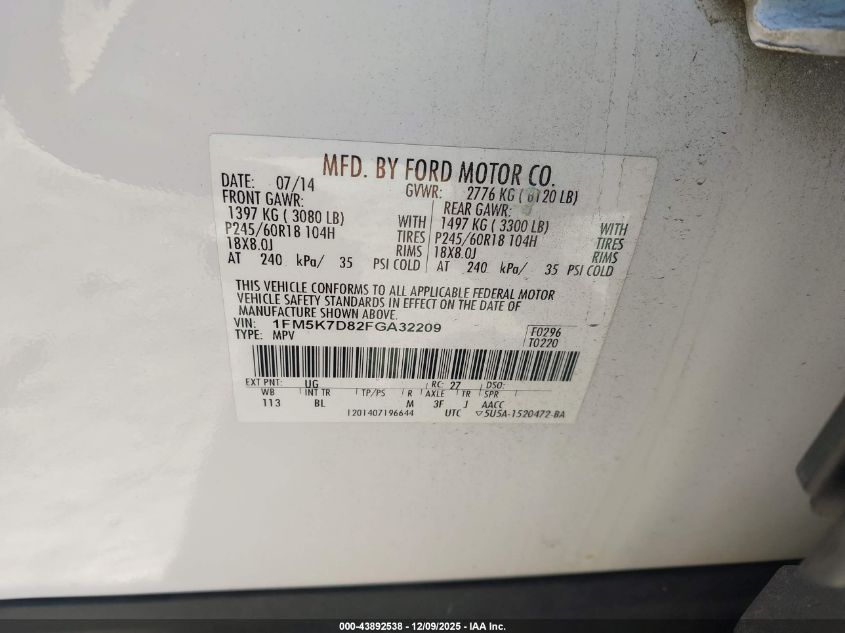 MFD. BY FORD MOTOR CO.
DATE: 07/14 GVWR: 2776 KG ( 6120 LB)
FRONT GAWR: REAR GAWR:
1397 KG ( 3080 LB) WITH 1497 KG ( 3300 LB) WITH
P245/60R18 104H TIRES P245/60R18 104H TIRES
18X8.0J RIMS 18X8.0J RIMS
AT 240 kPa/ 35 PSI COLD AT 240 kPa/ 35 PSI COLD
THIS VEHICLE CONFORMS TO ALL APPLICABLE FEDERAL MOTOR
VEHICLE SAFETY STANDARDS IN EFFECT ON THE DATE OF
MANUFACTURE SHOWN ABOVE.
VIN: 1FM5K7D82FGA32209 F0296
TYPE: MPV T0220
EXT PNT: UG RC: 27 DSO:
WB INT TR TP/PS R AXLE TR SPR
113 BL M 3F J AACC
1201407196644 UTC ▽5U5A-1520472-BA
000-43892538 - 12/09/2025 - IAA Inc.